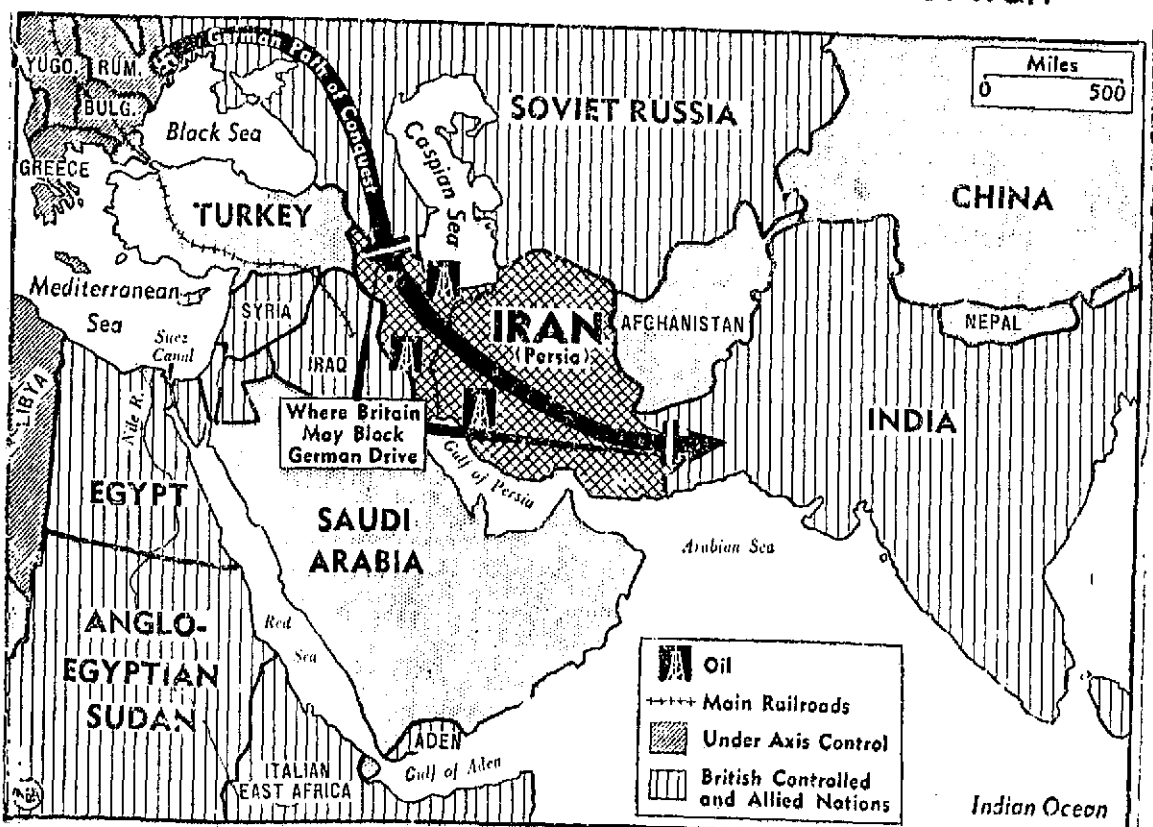 YUGO.
RUM.
German Path of Conquest
BULG.
Black Sea
GREECE
TURKEY
Caspian Sea
SOVIET RUSSIA
Miles
0 500
CHINA
Mediterranean
Sea
Suez
Canal
SYRIA
IRAQ
IRAN
(Persia)
AFGHANISTAN
NEPAL
LIBYA
Nile R.
Where Britain
May Block
German Drive
INDIA
EGYPT
Gulf of Persia
SAUDI
ARABIA
Arabian Sea
ANGLO-
EGYPTIAN
SUDAN
Red
Sea
ADEN
Gulf of Aden
ITALIAN
EAST AFRICA
Oil
Main Railroads
Under Axis Control
British Controlled
and Allied Nations
Indian Ocean